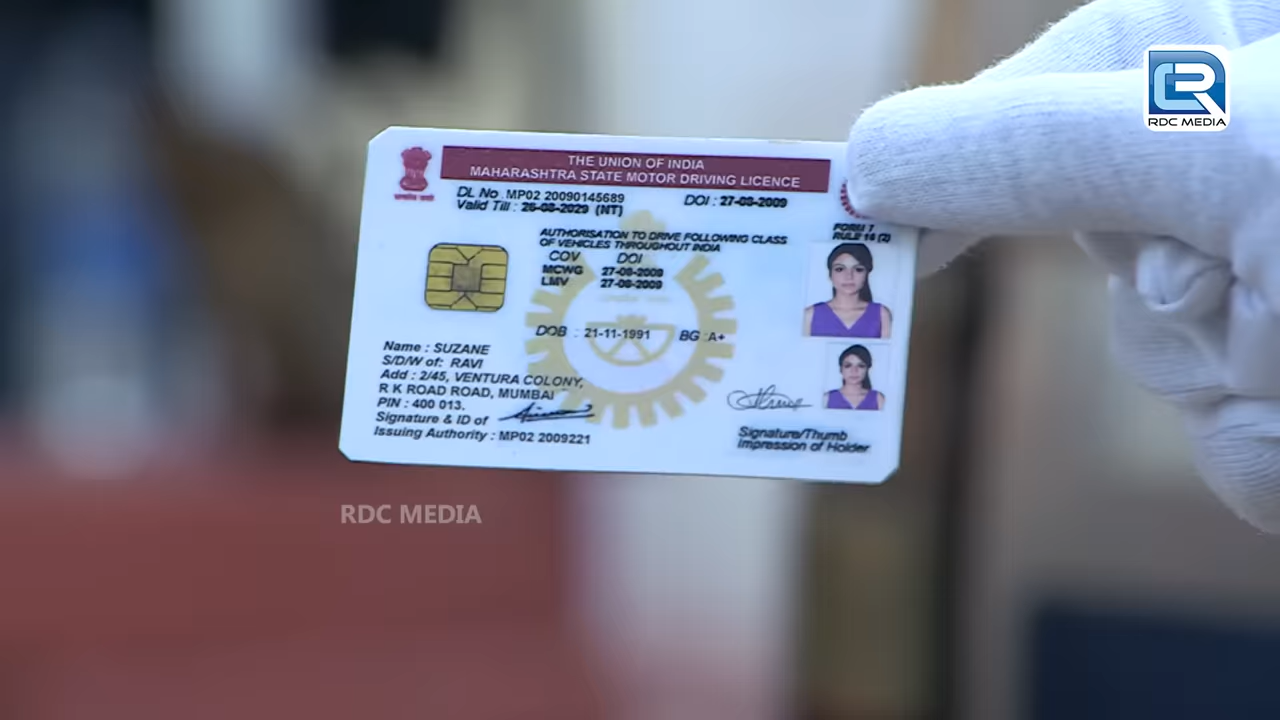 RDC MEDIA
THE UNION OF INDIA
MAHARASHTRA STATE MOTOR DRIVING LICENCE
DL No MP02 20090145689
DOI : 27-08-2009
Valid Till : 26-08-2029 (NT)
FORM 7
RULE 16 (2)
AUTHORISATION TO DRIVE FOLLOWING CLASS
OF VEHICLES THROUGHOUT INDIA
COV DOI
MCWG 27-08-2009
LMV 27-08-2009
DOB : 21-11-1991 BG :A+
Name : SUZANE
S/D/W of: RAVI
Add : 2/45, VENTURA COLONY,
R K ROAD ROAD, MUMBAI
PIN : 400 013.
Signature & ID of
Issuing Authority : MP02 2009221
Signature/Thumb
Impression of Holder
RDC MEDIA